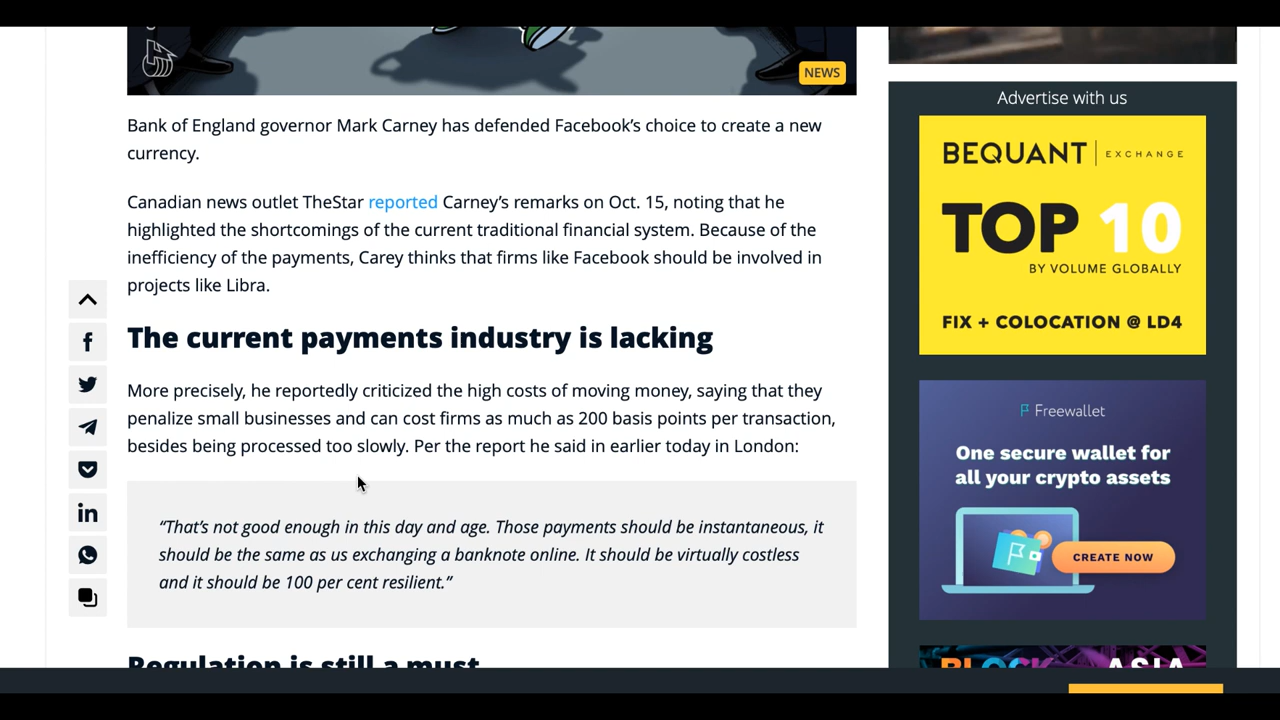 NEWS
Bank of England governor Mark Carney has defended Facebook’s choice to create a new
currency.
Canadian news outlet TheStar reported Carney’s remarks on Oct. 15, noting that he
highlighted the shortcomings of the current traditional financial system. Because of the
inefficiency of the payments, Carey thinks that firms like Facebook should be involved in
projects like Libra.
The current payments industry is lacking
More precisely, he reportedly criticized the high costs of moving money, saying that they
penalize small businesses and can cost firms as much as 200 basis points per transaction,
besides being processed too slowly. Per the report he said in earlier today in London:
“That’s not good enough in this day and age. Those payments should be instantaneous, it
should be the same as us exchanging a banknote online. It should be virtually costless
and it should be 100 per cent resilient.”
Regulation is still a must
Advertise with us
BEQUANT | EXCHANGE
TOP 10
BY VOLUME GLOBALLY
FIX + COLOCATION @ LD4
Freewallet
One secure wallet for
all your crypto assets
CREATE NOW
BLOCK ASIA